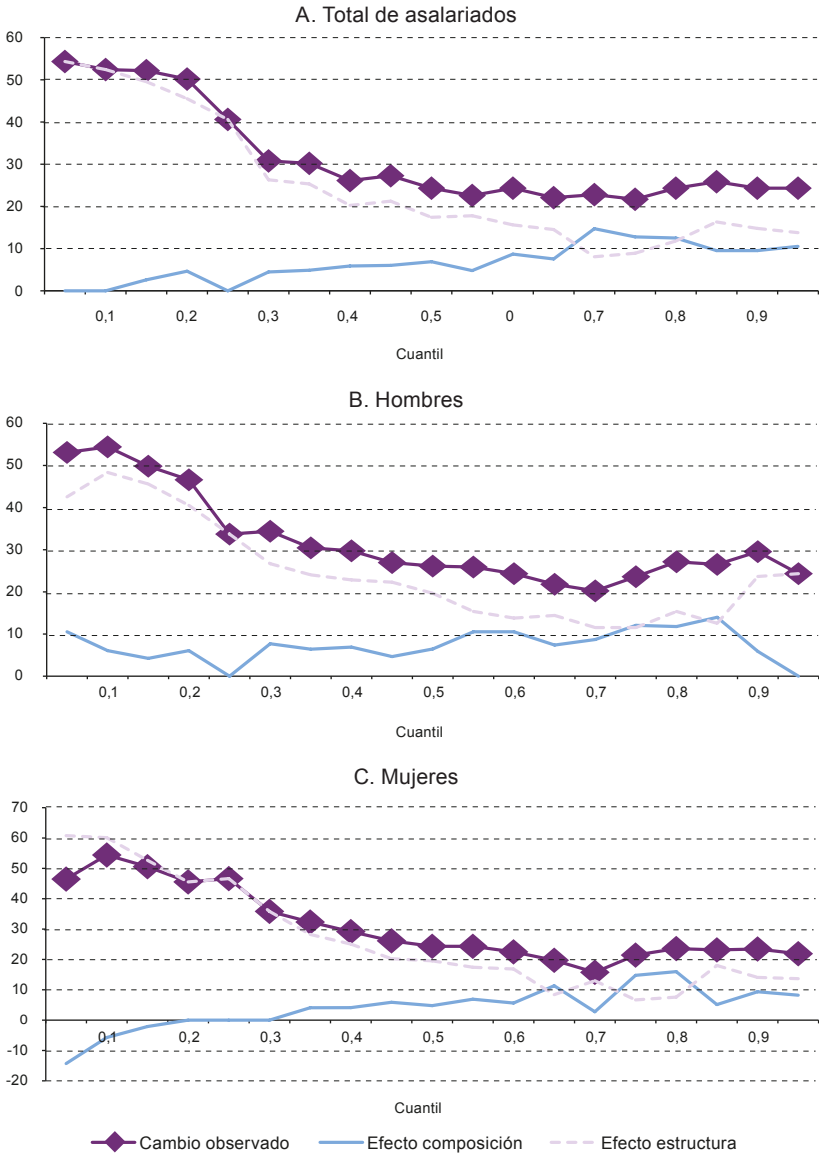 A. Total de asalariados
60
50
40
30
20
10
0
0,1 0,2 0,3 0,4 0,5 0 0,7 0,8 0,9
Cuantil
B. Hombres
60
50
40
30
20
10
0
0,1 0,2 0,3 0,4 0,5 0,6 0,7 0,8 0,9
Cuantil
C. Mujeres
70
60
50
40
30
20
10
0
0,1 0,2 0,3 0,4 0,5 0,6 0,7 0,8 0,9
-10
-20
Cuantil
Cambio observado Efecto composición Efecto estructura